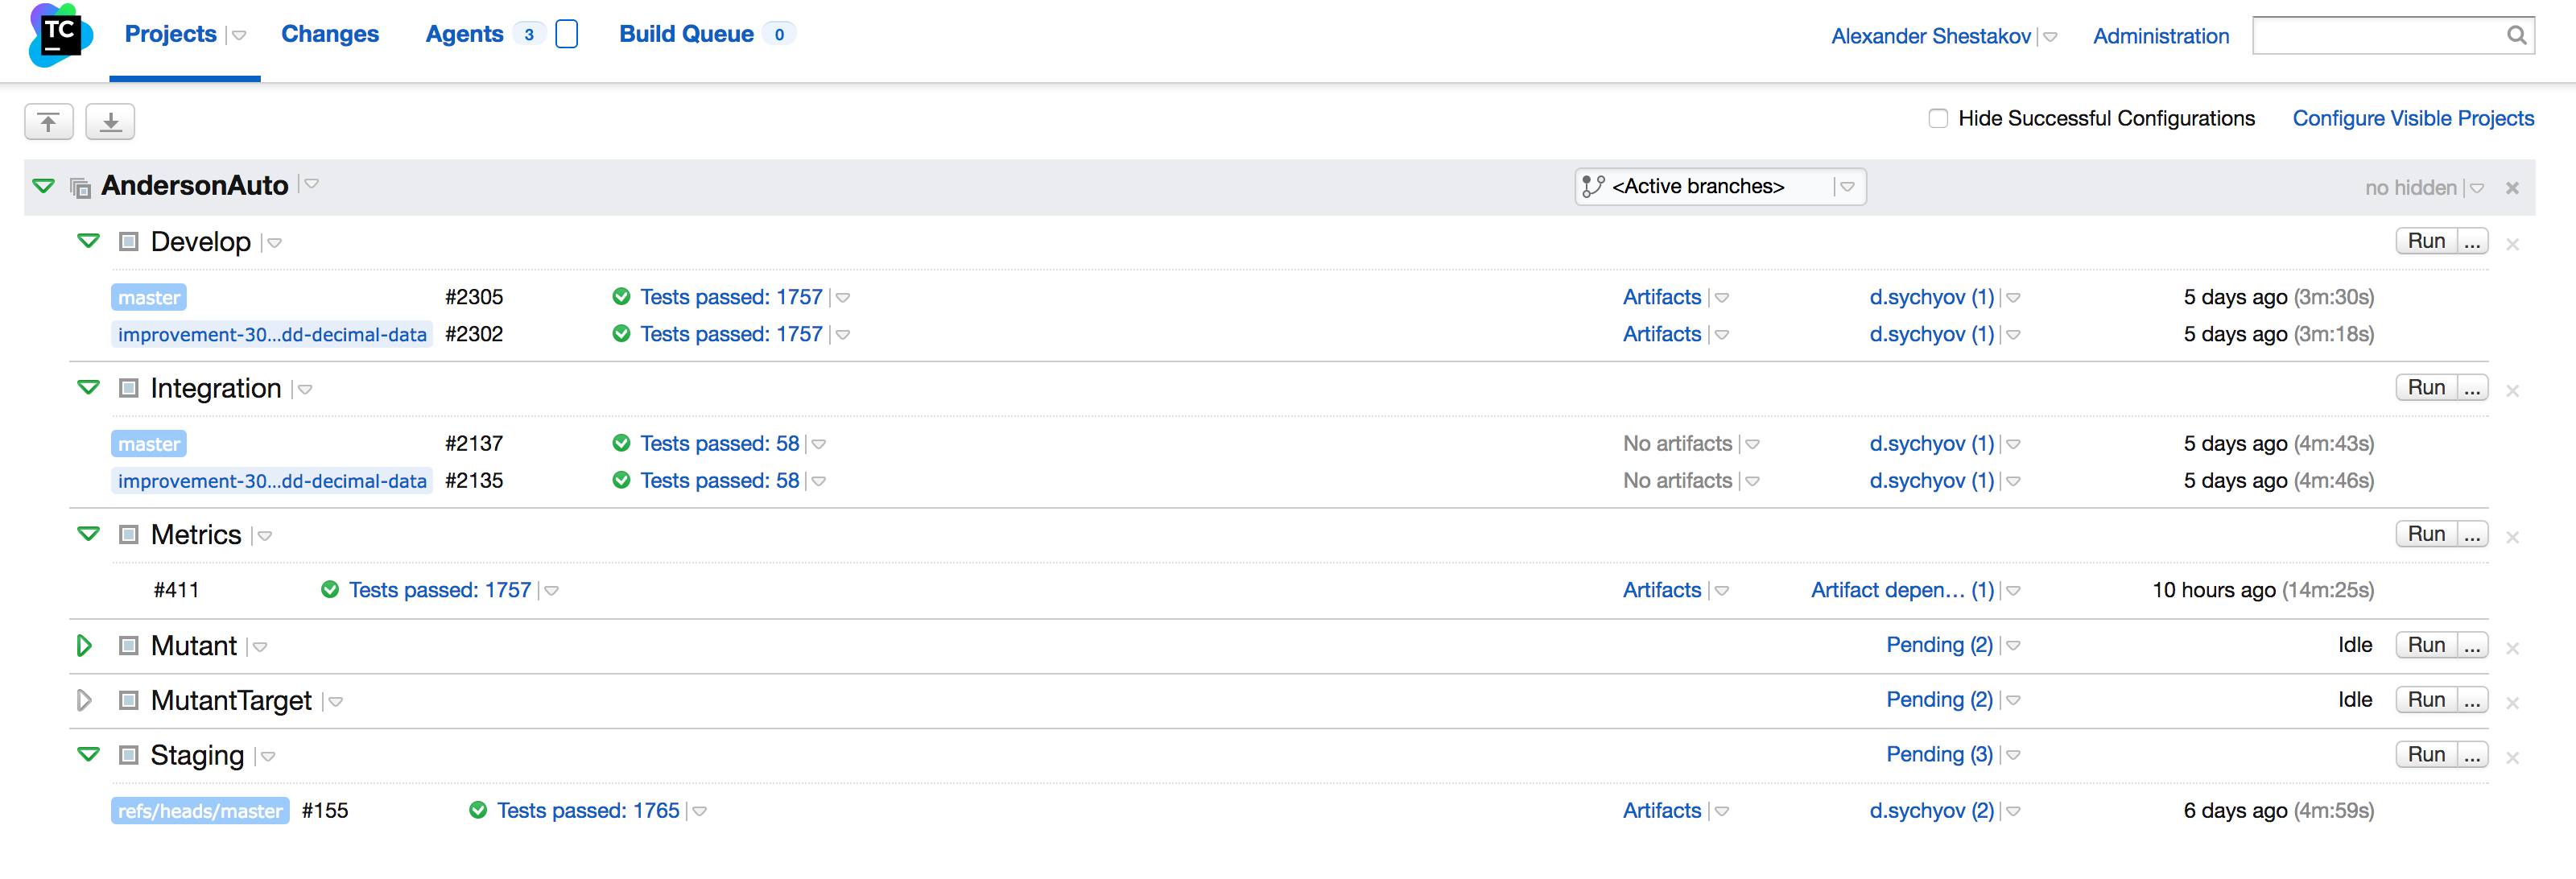 TC Projects Changes Agents 3 Build Queue 0 Alexander Shestakov Administration
Hide Successful Configurations Configure Visible Projects
AndersonAuto <Active branches> no hidden
Develop Run ...
master #2305 Tests passed: 1757 Artifacts d.sychyov (1) 5 days ago (3m:30s)
improvement-30...dd-decimal-data #2302 Tests passed: 1757 Artifacts d.sychyov (1) 5 days ago (3m:18s)
Integration Run ...
master #2137 Tests passed: 58 No artifacts d.sychyov (1) 5 days ago (4m:43s)
improvement-30...dd-decimal-data #2135 Tests passed: 58 No artifacts d.sychyov (1) 5 days ago (4m:46s)
Metrics Run ...
#411 Tests passed: 1757 Artifacts Artifact depen... (1) 10 hours ago (14m:25s)
Mutant Pending (2) Idle Run ...
MutantTarget Pending (2) Idle Run ...
Staging Pending (3) Run ...
refs/heads/master #155 Tests passed: 1765 Artifacts d.sychyov (2) 6 days ago (4m:59s)